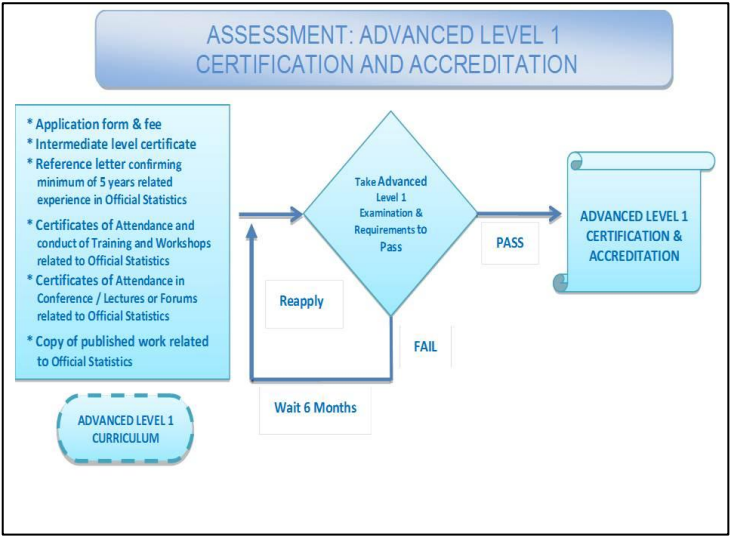 ASSESSMENT: ADVANCED LEVEL 1
CERTIFICATION AND ACCREDITATION
* Application form & fee
* Intermediate level certificate
* Reference letter confirming
minimum of 5 years related
experience in Official Statistics
* Certificates of Attendance and
conduct of Training and Workshops
related to Official Statistics
* Certificates of Attendance in
Conference / Lectures or Forums
related to Official Statistics
* Copy of published work related
to Official Statistics
Take Advanced
Level 1
Examination &
Requirements to
Pass
PASS
ADVANCED LEVEL 1
CERTIFICATION &
ACCREDITATION
Reapply
FAIL
Wait 6 Months
ADVANCED LEVEL 1
CURRICULUM